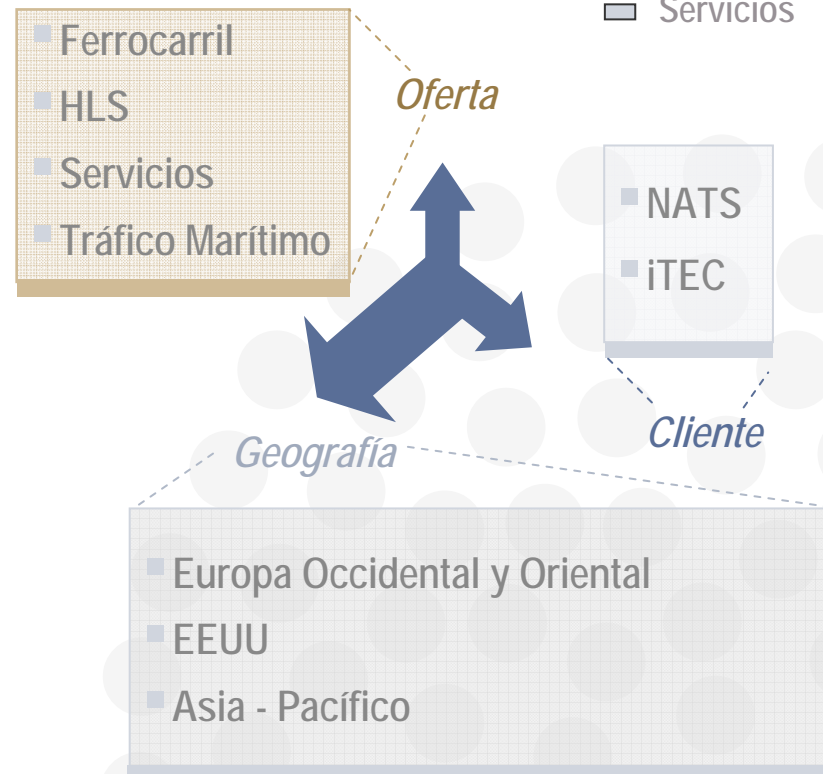 Servicios
Ferrocarril
HLS
Servicios
Tráfico Marítimo
Oferta
NATS
iTEC
Cliente
Geografía
Europa Occidental y Oriental
EEUU
Asia - Pacífico